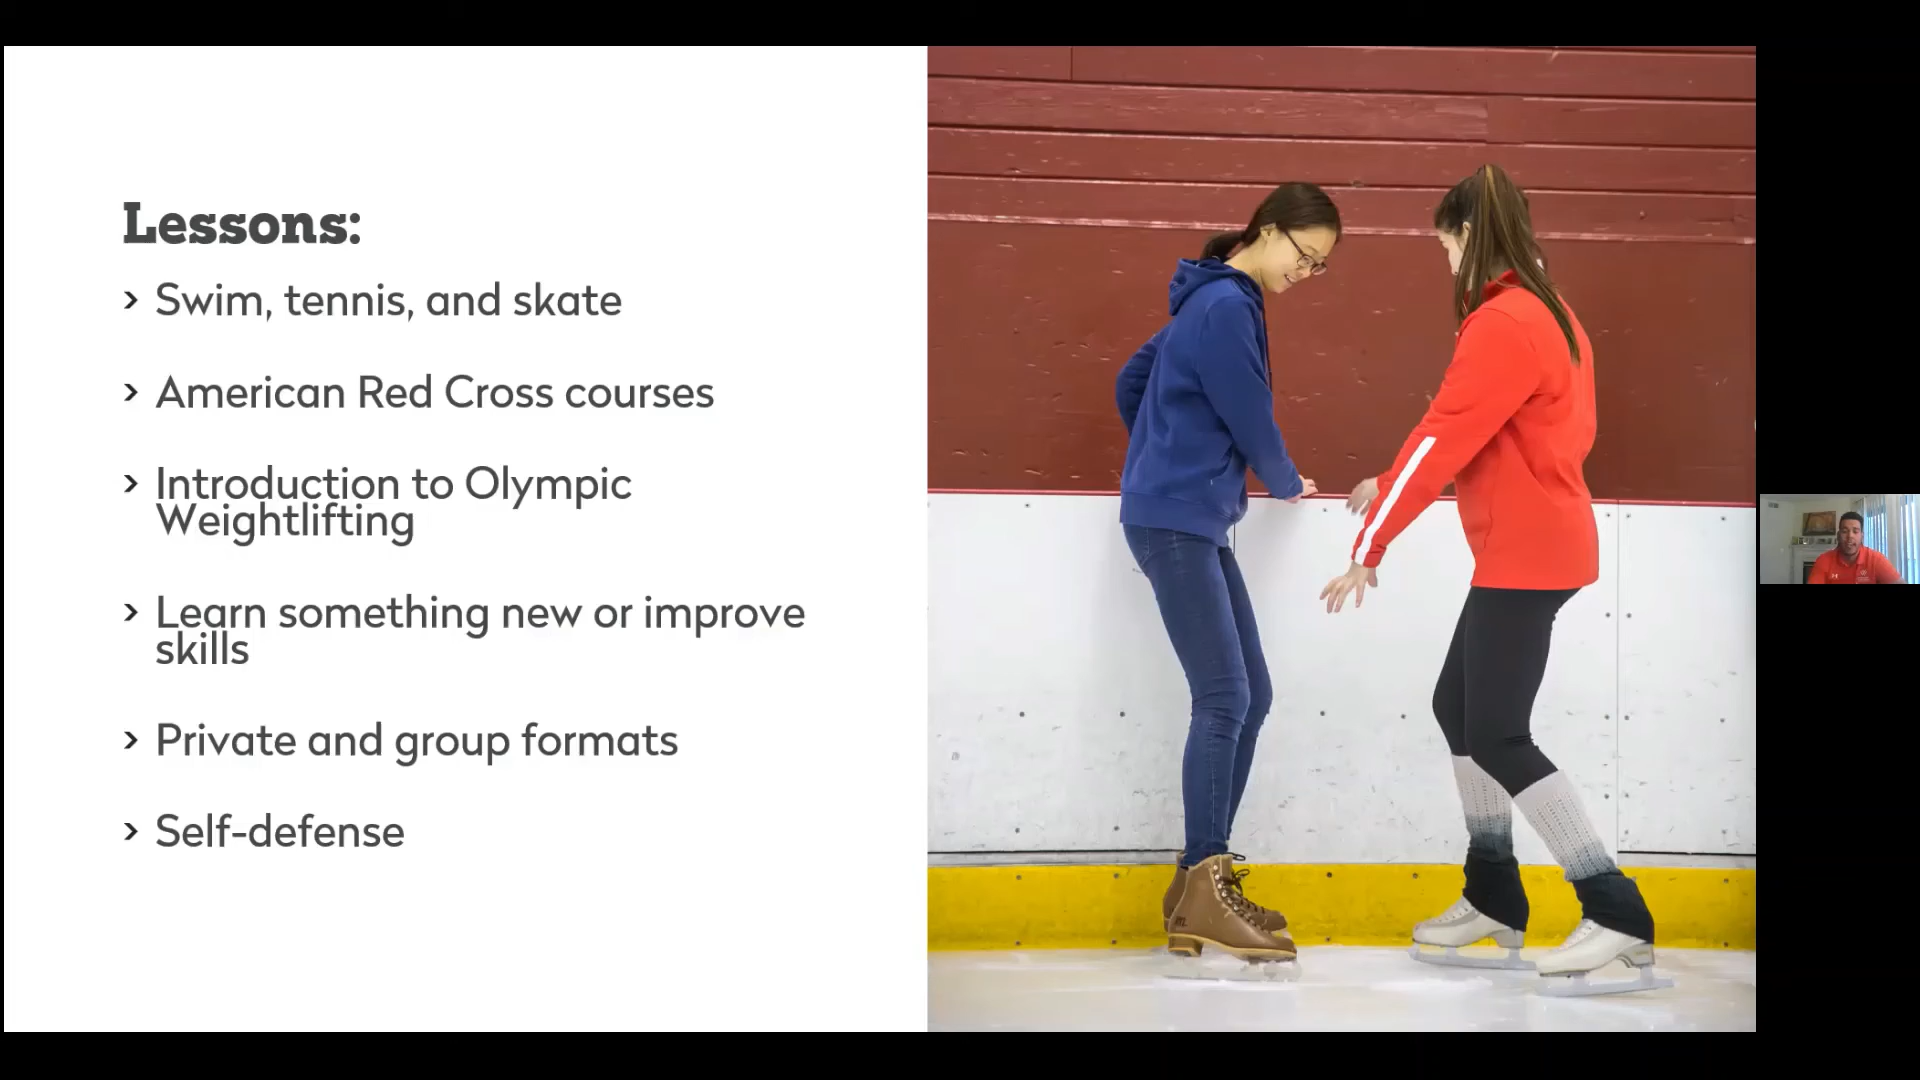 Lessons:
› Swim, tennis, and skate
› American Red Cross courses
› Introduction to Olympic
Weightlifting
› Learn something new or improve
skills
› Private and group formats
› Self-defense